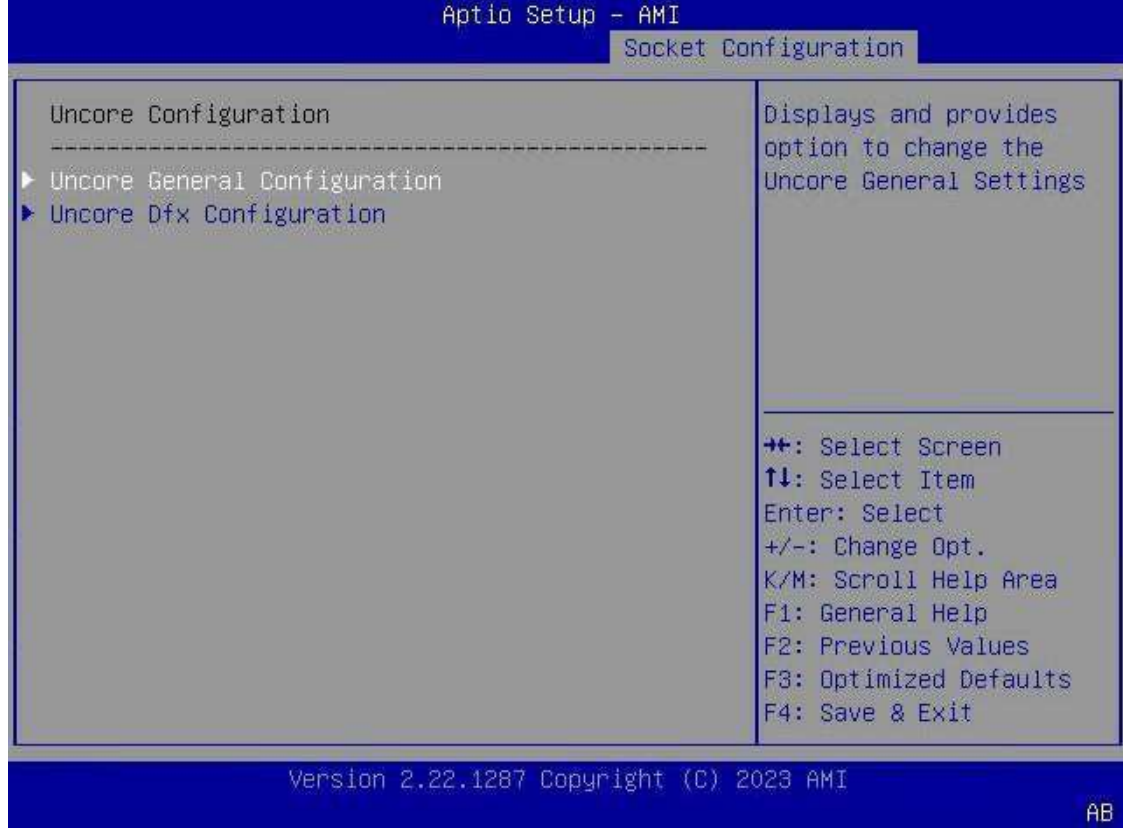 Aptio Setup – AMI
Socket Configuration
Uncore Configuration
Uncore General Configuration
Uncore Dfx Configuration
Displays and provides
option to change the
Uncore General Settings
→←: Select Screen
↑↓: Select Item
Enter: Select
+/-: Change Opt.
K/M: Scroll Help Area
F1: General Help
F2: Previous Values
F3: Optimized Defaults
F4: Save & Exit
Version 2.22.1287 Copyright (C) 2023 AMI
AB